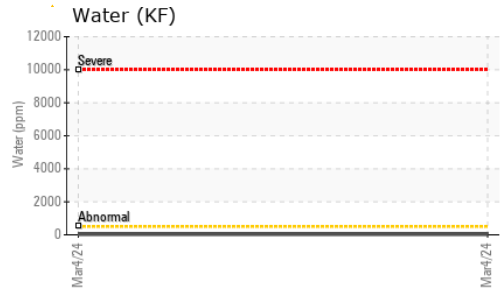 Water (KF)
12000
10000
8000
6000
4000
2000
0
Water (ppm)
Severe
Abnormal
Mar4/24
Mar4/24